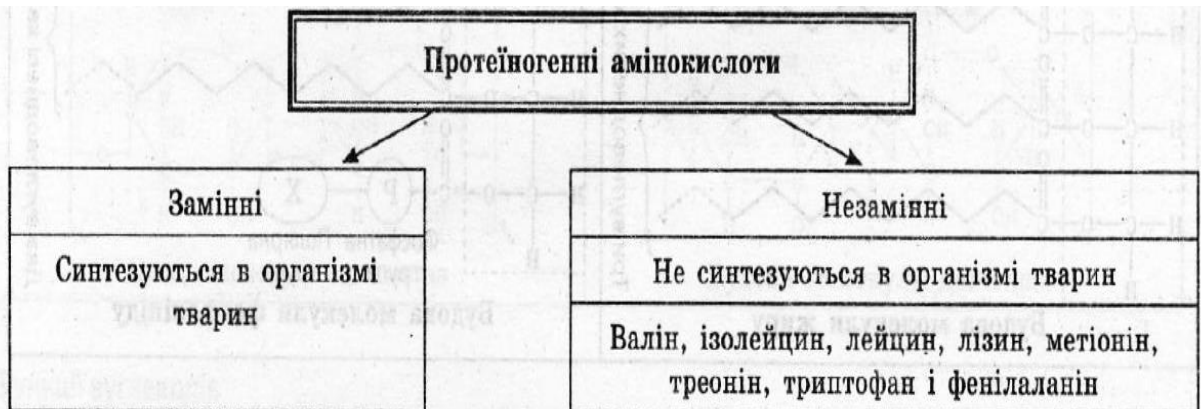 Протеїногенні амінокислоти
Замінні
Незамінні
Синтезуються в організмі
тварин
Не синтезуються в організмі тварин
Валін, ізолейцин, лейцин, лізин, метіонін,
треонін, триптофан і фенілаланін